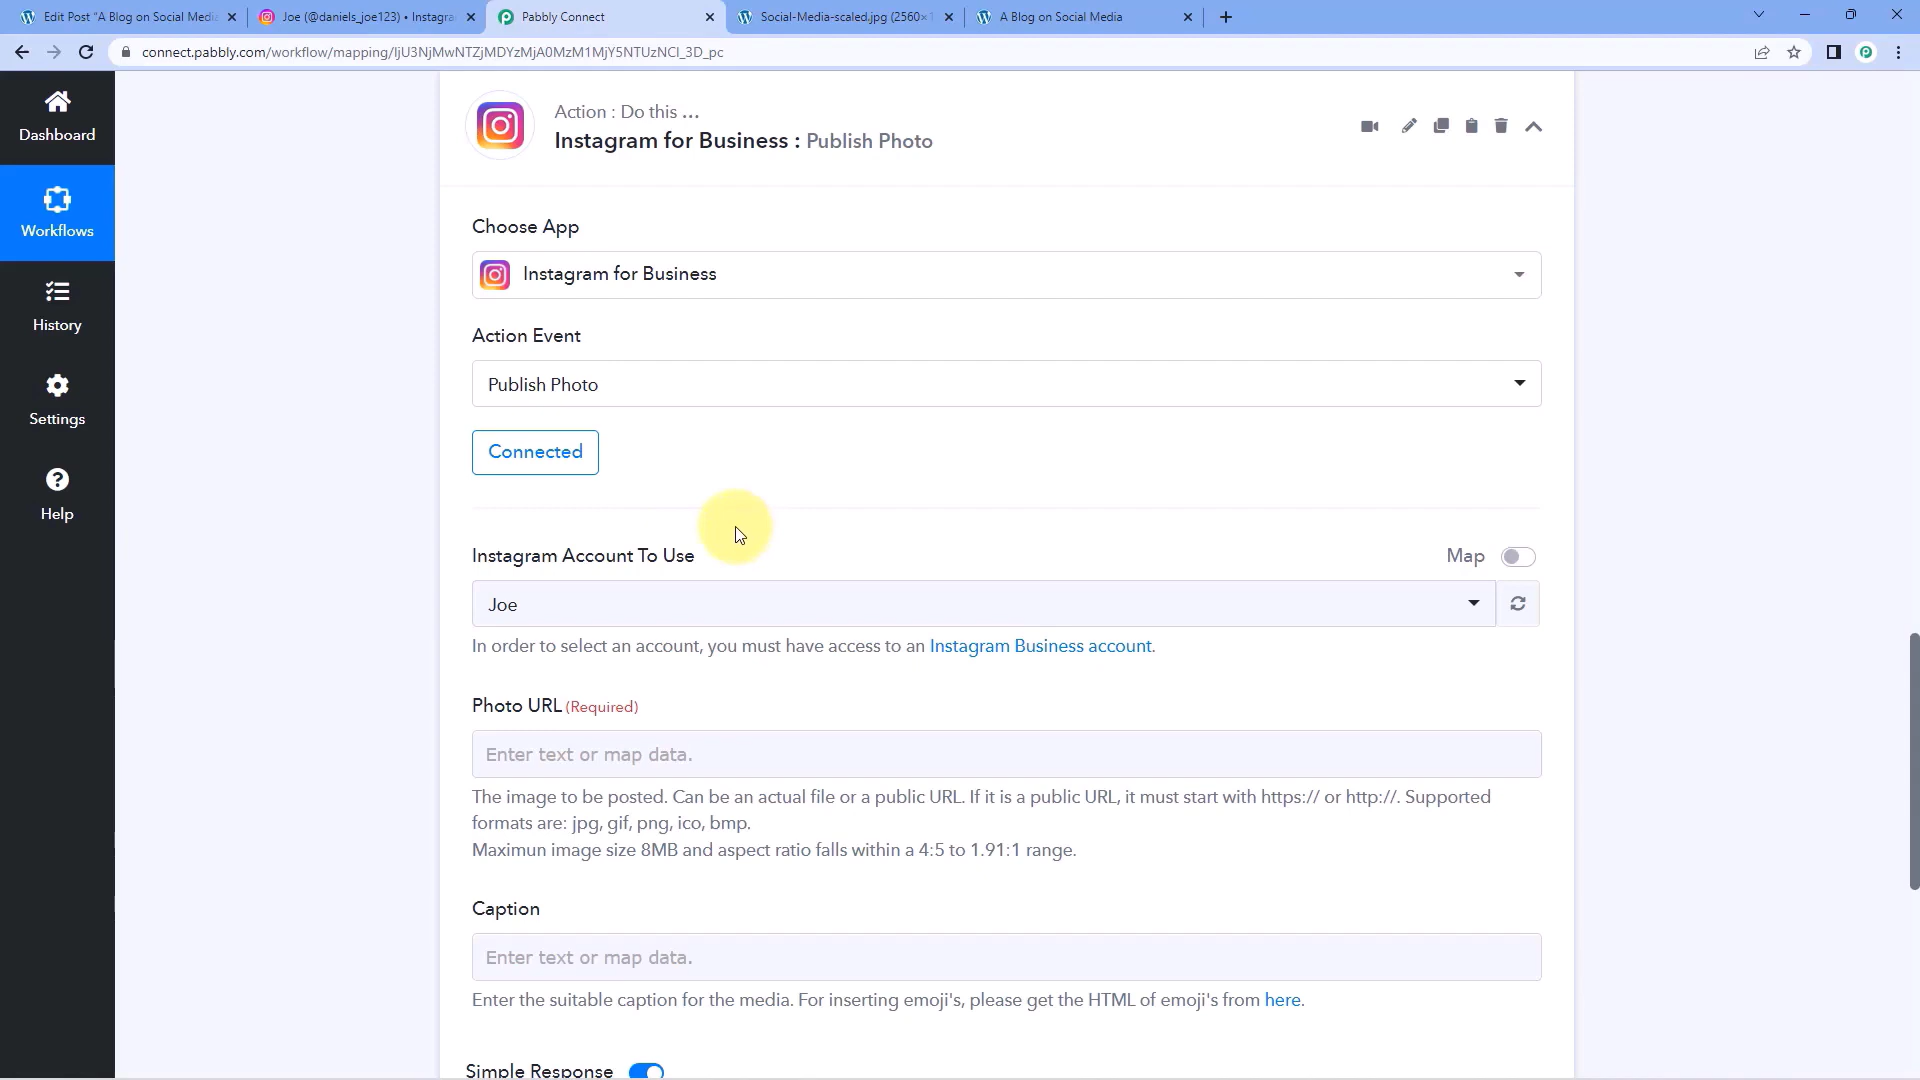 Edit Post "A Blog on Social Media
Joe (@daniels_joe123) • Instagra
Pabbly Connect
Social-Media-scaled.jpg (2560×1
A Blog on Social Media
connect.pabbly.com/workflow/mapping/IjU3NjMwNTZjMDYzMjA0MzM1MjY5NTUzNCI_3D_pc
Dashboard
Workflows
History
Settings
Help
Action : Do this ...
Instagram for Business : Publish Photo
Choose App
Instagram for Business
Action Event
Publish Photo
Connected
Instagram Account To Use
Map
Joe
In order to select an account, you must have access to an Instagram Business account.
Photo URL (Required)
Enter text or map data.
The image to be posted. Can be an actual file or a public URL. If it is a public URL, it must start with https:// or http://. Supported
formats are: jpg, gif, png, ico, bmp.
Maximun image size 8MB and aspect ratio falls within a 4:5 to 1.91:1 range.
Caption
Enter text or map data.
Enter the suitable caption for the media. For inserting emoji's, please get the HTML of emoji's from here.
Simple Response